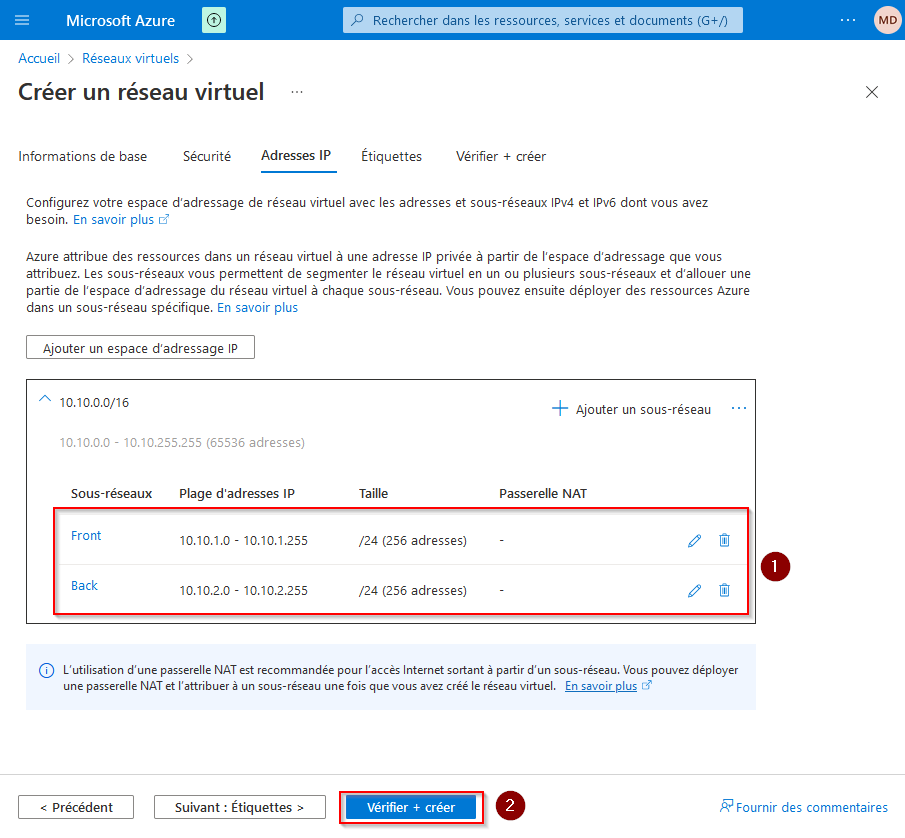 Microsoft Azure
Rechercher dans les ressources, services et documents (G+/)
MD
Accueil > Réseaux virtuels >
Créer un réseau virtuel ...
Informations de base Sécurité Adresses IP Étiquettes Vérifier + créer
Configurez votre espace d'adressage de réseau virtuel avec les adresses et sous-réseaux IPv4 et IPv6 dont vous avez
besoin. En savoir plus
Azure attribue des ressources dans un réseau virtuel à une adresse IP privée à partir de l'espace d'adressage que vous
attribuez. Les sous-réseaux vous permettent de segmenter le réseau virtuel en un ou plusieurs sous-réseaux et d'allouer une
partie de l'espace d'adressage du réseau virtuel à chaque sous-réseau. Vous pouvez ensuite déployer des ressources Azure
dans un sous-réseau spécifique. En savoir plus
Ajouter un espace d'adressage IP
10.10.0.0/16
Ajouter un sous-réseau
10.10.0.0 - 10.10.255.255 (65536 adresses)
Sous-réseaux Plage d'adresses IP Taille Passerelle NAT
Front 10.10.1.0 - 10.10.1.255 /24 (256 adresses) -
1
Back 10.10.2.0 - 10.10.2.255 /24 (256 adresses) -
L'utilisation d'une passerelle NAT est recommandée pour l'accès Internet sortant à partir d'un sous-réseau. Vous pouvez déployer
une passerelle NAT et l'attribuer à un sous-réseau une fois que vous avez créé le réseau virtuel. En savoir plus
< Précédent Suivant : Étiquettes > Vérifier + créer 2 Fournir des commentaires